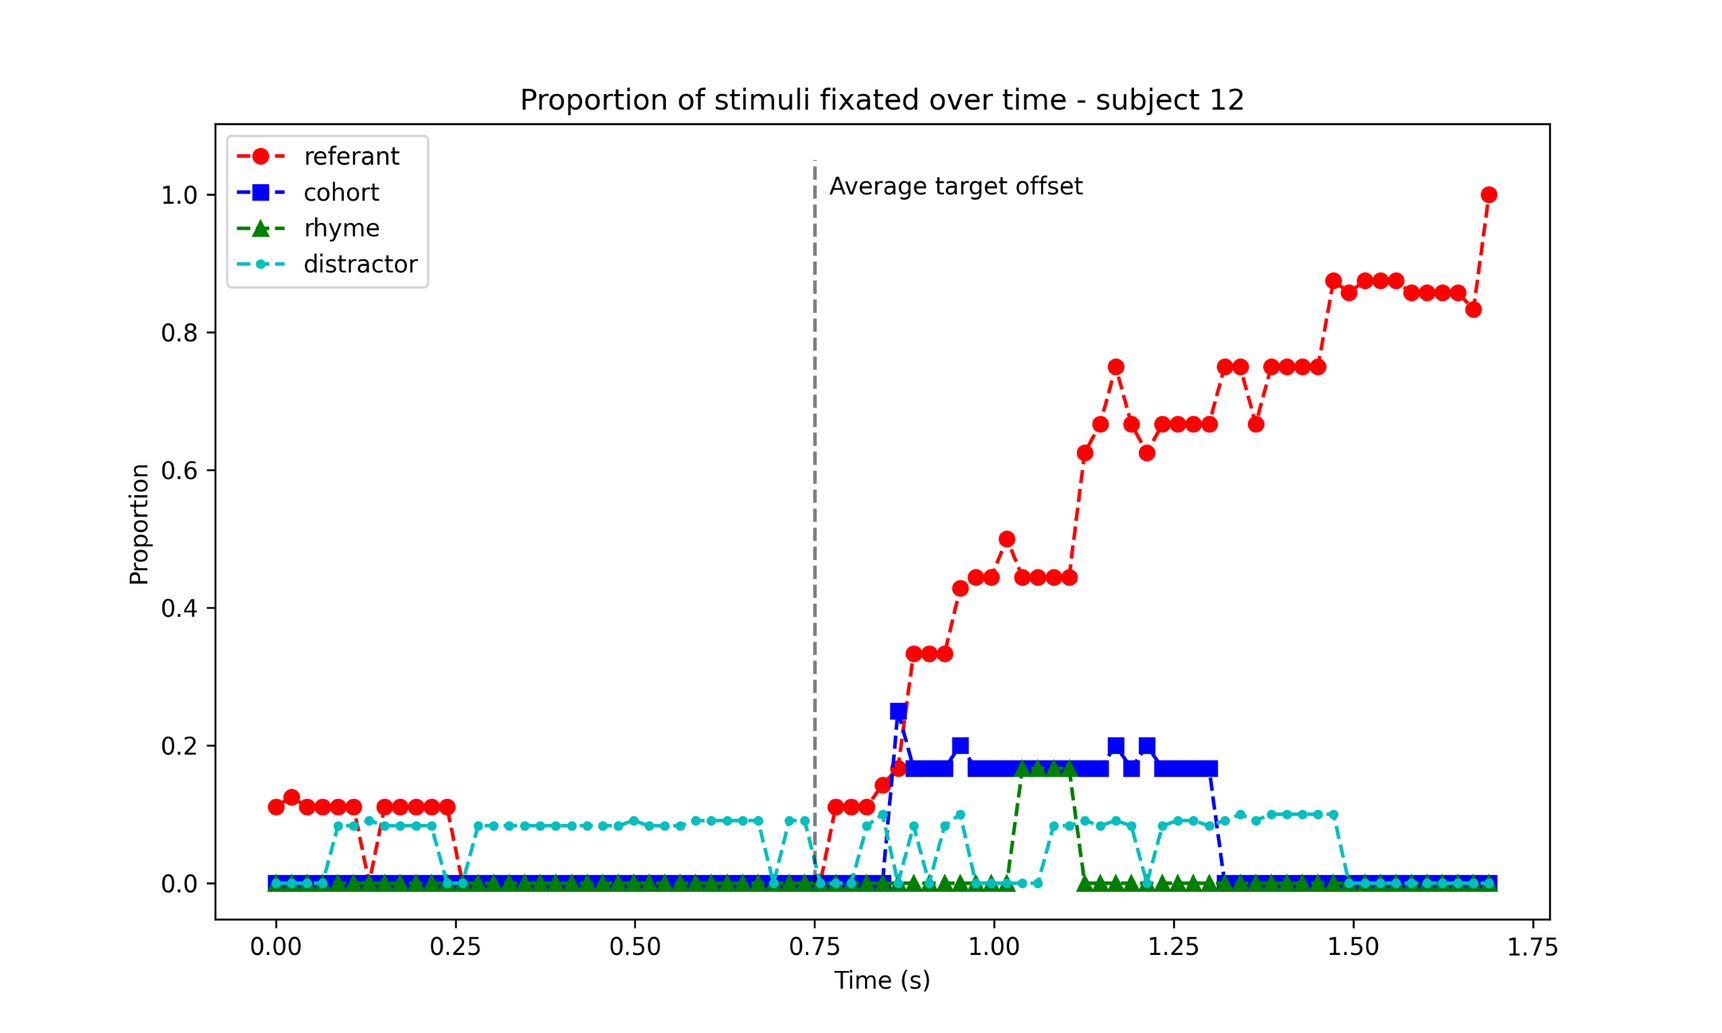 Proportion of stimuli fixated over time - subject 12
referant
cohort
rhyme
distractor
Average target offset
1.0
0.8
0.6
0.4
0.2
0.0
Proportion
0.00 0.25 0.50 0.75 1.00 1.25 1.50 1.75
Time (s)